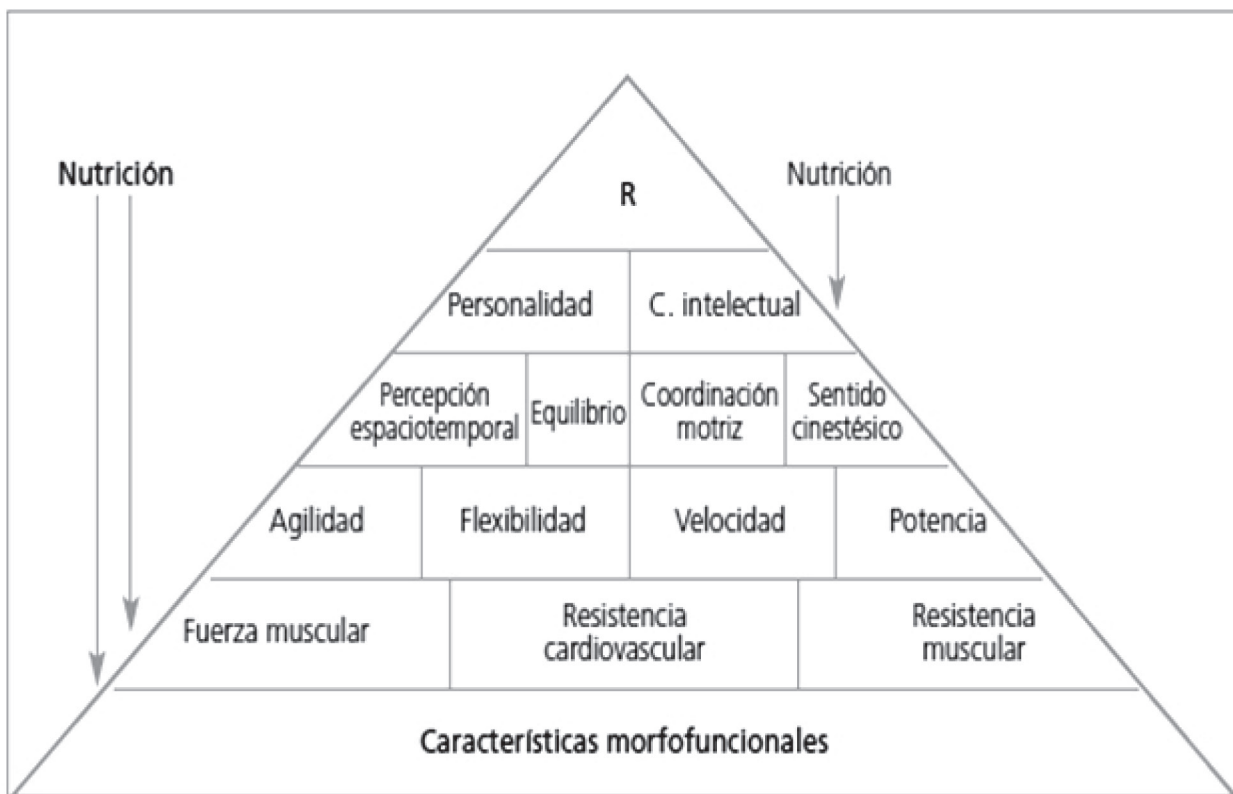 Nutrición
Nutrición
R
Personalidad
C. intelectual
Percepción
espaciotemporal
Equilibrio
Coordinación
motriz
Sentido
cinestésico
Agilidad
Flexibilidad
Velocidad
Potencia
Fuerza muscular
Resistencia
cardiovascular
Resistencia
muscular
Características morfofuncionales